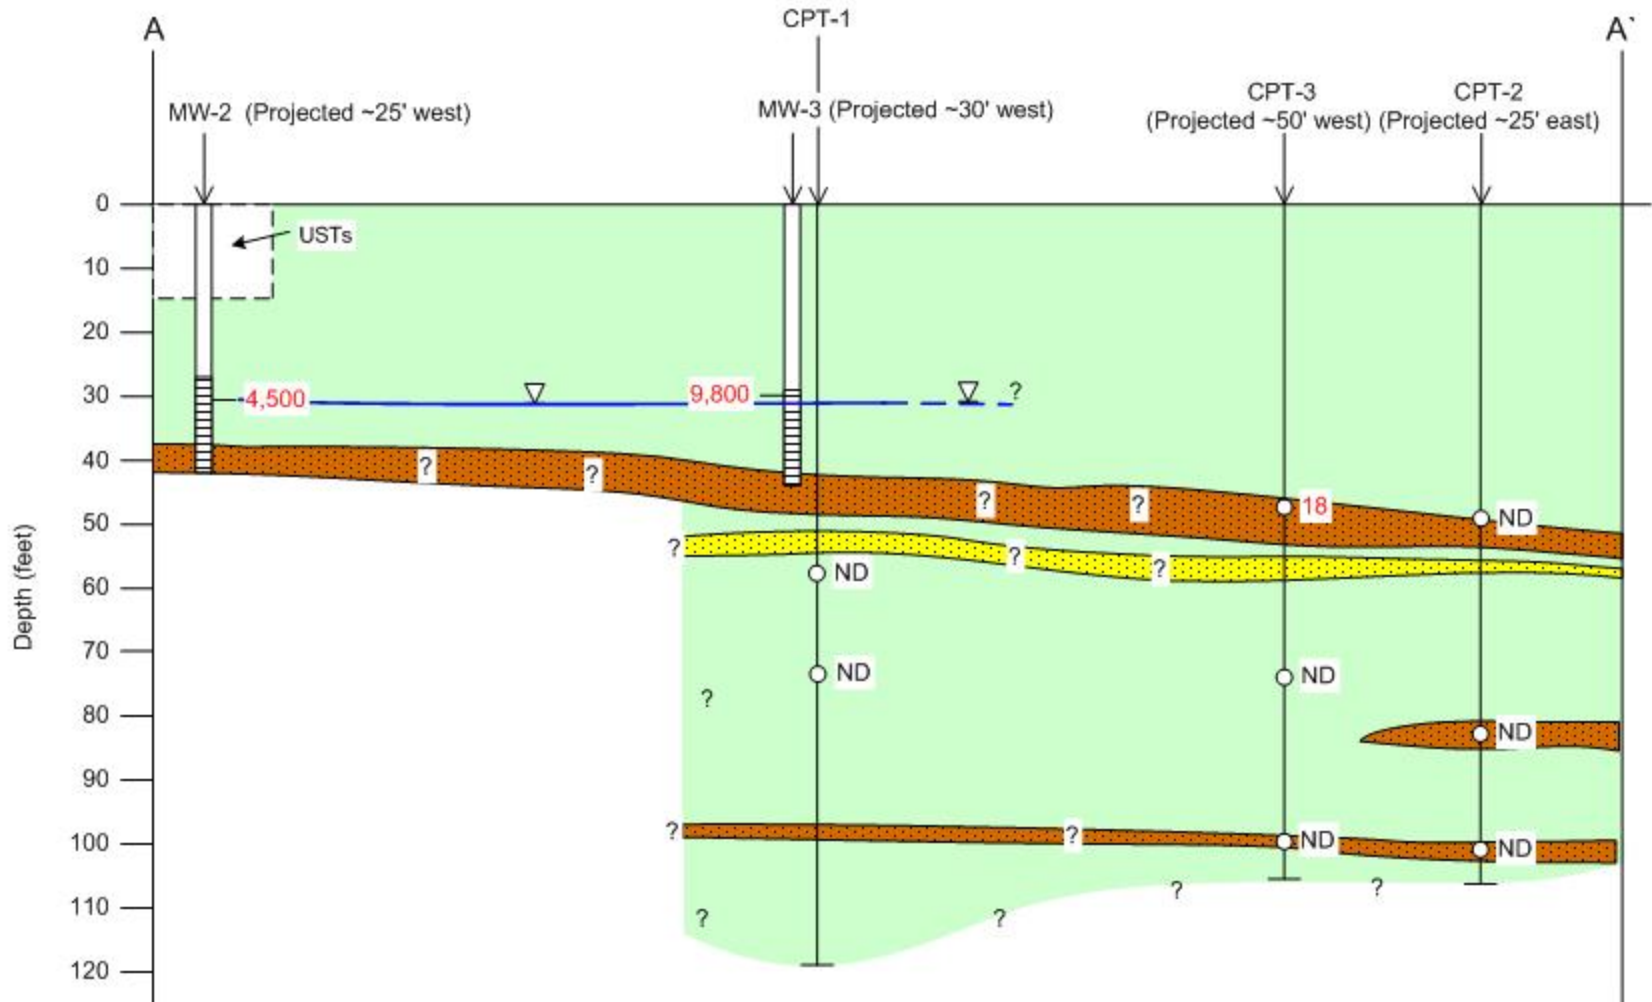 A
CPT-1
A`
MW-2 (Projected ~25' west)
MW-3 (Projected ~30' west)
CPT-3
(Projected ~50' west)
CPT-2
(Projected ~25' east)
0
USTs
10
20
30
4,500
9,800
?
40
?
?
?
?
18
ND
50
?
?
?
60
ND
70
ND
ND
?
80
ND
90
?
?
100
ND
ND
?
?
?
?
110
120
Depth (feet)